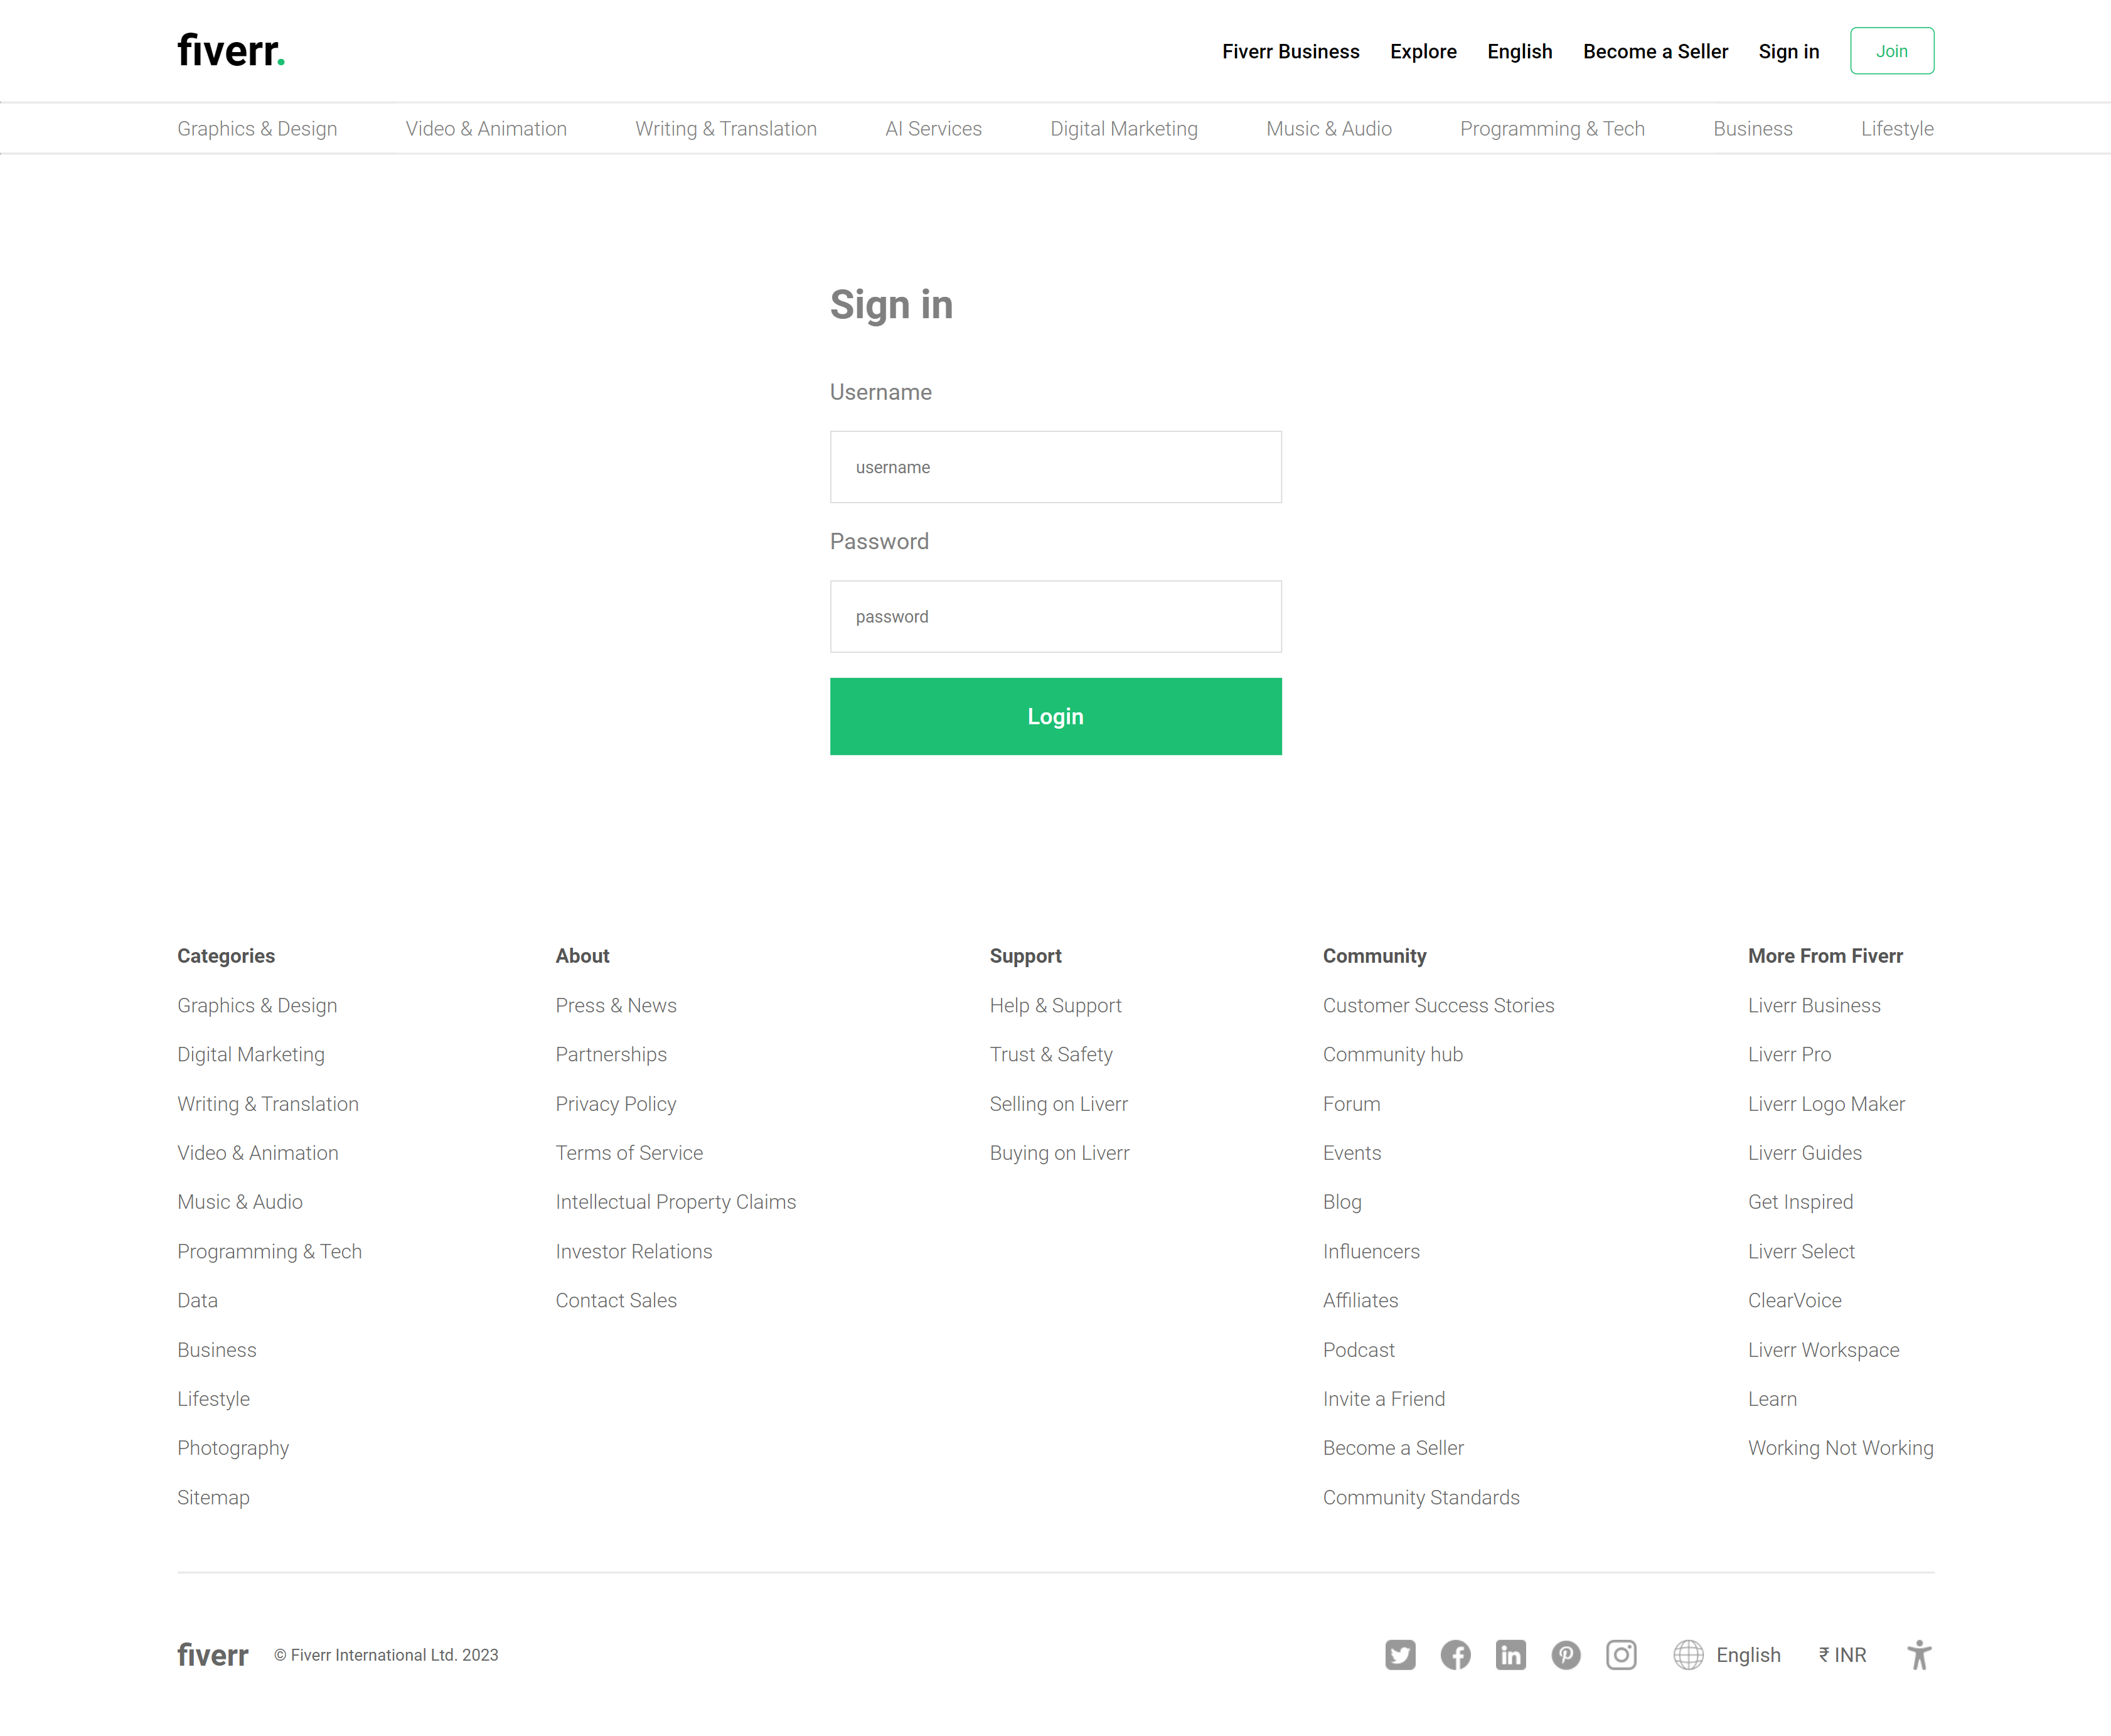 fiverr.
Fiverr Business Explore English Become a Seller Sign in Join
Graphics & Design Video & Animation Writing & Translation AI Services Digital Marketing Music & Audio Programming & Tech Business Lifestyle
Sign in
Username
username
Password
password
Login
Categories
Graphics & Design
Digital Marketing
Writing & Translation
Video & Animation
Music & Audio
Programming & Tech
Data
Business
Lifestyle
Photography
Sitemap
About
Press & News
Partnerships
Privacy Policy
Terms of Service
Intellectual Property Claims
Investor Relations
Contact Sales
Support
Help & Support
Trust & Safety
Selling on Liverr
Buying on Liverr
Community
Customer Success Stories
Community hub
Forum
Events
Blog
Influencers
Affiliates
Podcast
Invite a Friend
Become a Seller
Community Standards
More From Fiverr
Liverr Business
Liverr Pro
Liverr Logo Maker
Liverr Guides
Get Inspired
Liverr Select
ClearVoice
Liverr Workspace
Learn
Working Not Working
fiverr © Fiverr International Ltd. 2023 English ₹ INR